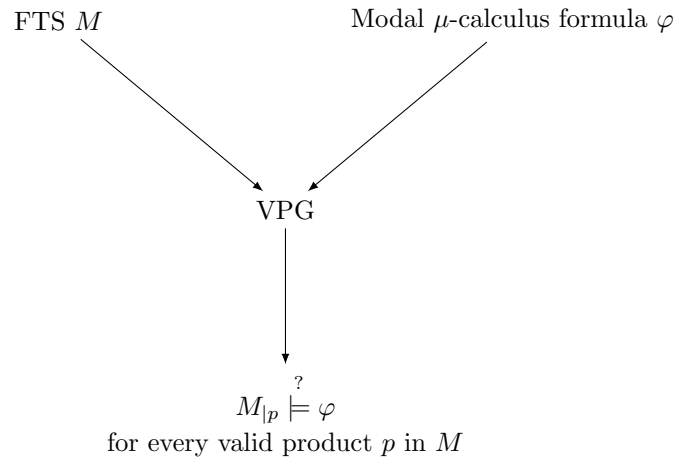 FTS M
Modal μ-calculus formula φ
VPG
M|p ⊨? φ
for every valid product p in M